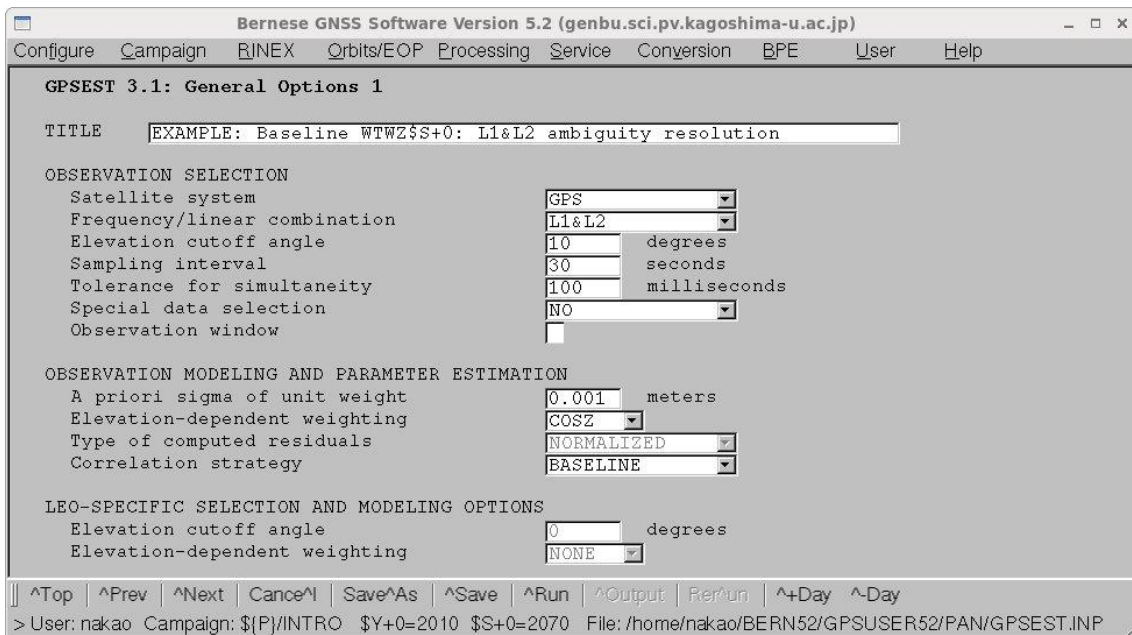 Bernese GNSS Software Version 5.2 (genbu.sci.pv.kagoshima-u.ac.jp)
Configure Campaign RINEX Orbits/EOP Processing Service Conversion BPE User Help
GPSEST 3.1: General Options 1
TITLE EXAMPLE: Baseline WTWZ$S+0: L1&L2 ambiguity resolution
OBSERVATION SELECTION
Satellite system GPS
Frequency/linear combination L1&L2
Elevation cutoff angle 10 degrees
Sampling interval 30 seconds
Tolerance for simultaneity 100 milliseconds
Special data selection NO
Observation window
OBSERVATION MODELING AND PARAMETER ESTIMATION
A priori sigma of unit weight 0.001 meters
Elevation-dependent weighting COSZ
Type of computed residuals NORMALIZED
Correlation strategy BASELINE
LEO-SPECIFIC SELECTION AND MODELING OPTIONS
Elevation cutoff angle 0 degrees
Elevation-dependent weighting NONE
^Top | ^Prev | ^Next | Cance^l | Save^As | ^Save | ^Run | ^Output | Rer^un | ^+Day ^-Day
> User: nakao Campaign: ${P}/INTRO $Y+0=2010 $S+0=2070 File: /home/nakao/BERN52/GPSUSER52/PAN/GPSEST.INP